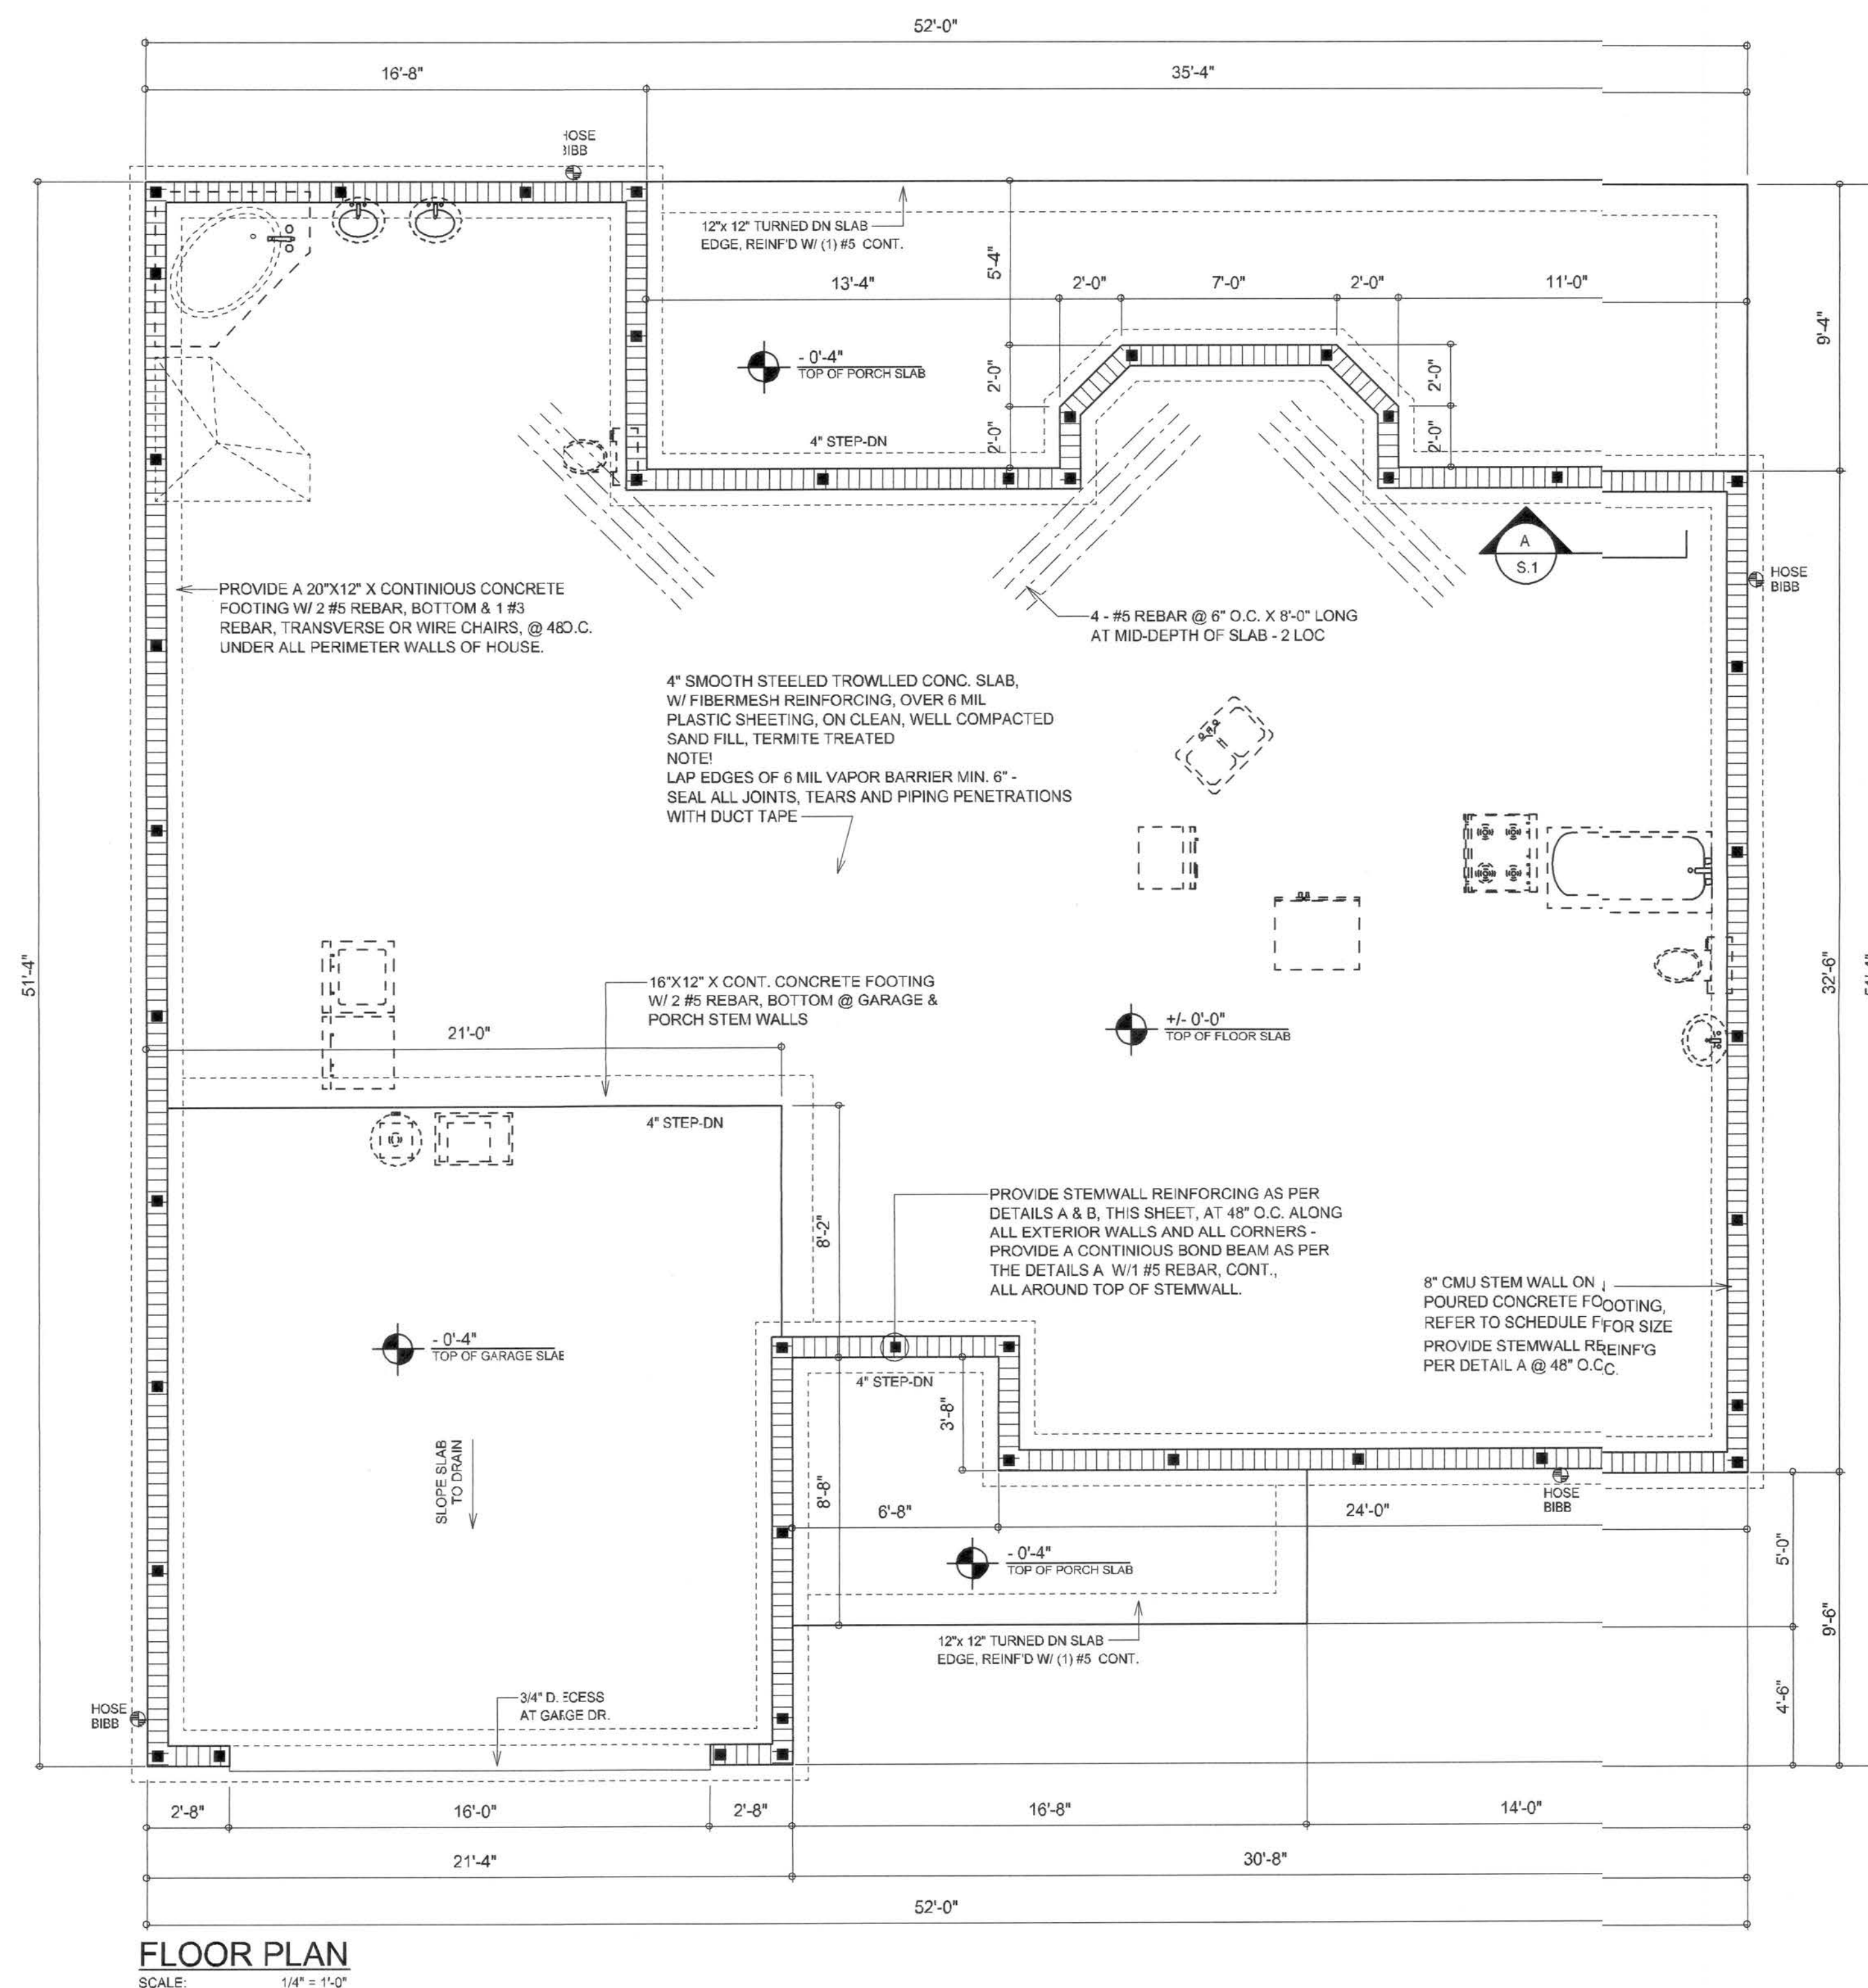 52'-0"
16'-8"
35'-4"
HOSE
BIBB
12"x 12" TURNED DN SLAB
EDGE, REINF'D W/ (1) #5 CONT.
5'-4"
13'-4"
2'-0"
7'-0"
2'-0"
11'-0"
9'-4"
- 0'-4"
TOP OF PORCH SLAB
2'-0"
2'-0"
4" STEP-DN
2'-0"
2'-0"
A
S.1
HOSE
BIBB
PROVIDE A 20"X12" X CONTINIOUS CONCRETE
FOOTING W/ 2 #5 REBAR, BOTTOM & 1 #3
REBAR, TRANSVERSE OR WIRE CHAIRS, @ 48O.C.
UNDER ALL PERIMETER WALLS OF HOUSE.
4 - #5 REBAR @ 6" O.C. X 8'-0" LONG
AT MID-DEPTH OF SLAB - 2 LOC
4" SMOOTH STEELED TROWLLED CONC. SLAB,
W/ FIBERMESH REINFORCING, OVER 6 MIL
PLASTIC SHEETING, ON CLEAN, WELL COMPACTED
SAND FILL, TERMITE TREATED
NOTE!
LAP EDGES OF 6 MIL VAPOR BARRIER MIN. 6" -
SEAL ALL JOINTS, TEARS AND PIPING PENETRATIONS
WITH DUCT TAPE
51'-4"
32'-6"
16"X12" X CONT. CONCRETE FOOTING
W/ 2 #5 REBAR, BOTTOM @ GARAGE &
PORCH STEM WALLS
21'-0"
+/- 0'-0"
TOP OF FLOOR SLAB
4" STEP-DN
8'-2"
PROVIDE STEMWALL REINFORCING AS PER
DETAILS A & B, THIS SHEET, AT 48" O.C. ALONG
ALL EXTERIOR WALLS AND ALL CORNERS -
PROVIDE A CONTINIOUS BOND BEAM AS PER
THE DETAILS A W/1 #5 REBAR, CONT.,
ALL AROUND TOP OF STEMWALL.
8" CMU STEM WALL ON
POURED CONCRETE FOOTING,
REFER TO SCHEDULE FOR SIZE
PROVIDE STEMWALL REINF'G
PER DETAIL A @ 48" O.C.
- 0'-4"
TOP OF GARAGE SLAB
4" STEP-DN
3'-8"
SLOPE SLAB
TO DRAIN
8'-8"
6'-8"
24'-0"
HOSE
BIBB
5'-0"
- 0'-4"
TOP OF PORCH SLAB
9'-6"
12"x 12" TURNED DN SLAB
EDGE, REINF'D W/ (1) #5 CONT.
4'-6"
HOSE
BIBB
3/4" D. ECESS
AT GARGE DR.
2'-8"
16'-0"
2'-8"
16'-8"
14'-0"
21'-4"
30'-8"
52'-0"
FLOOR PLAN
SCALE: 1/4" = 1'-0"